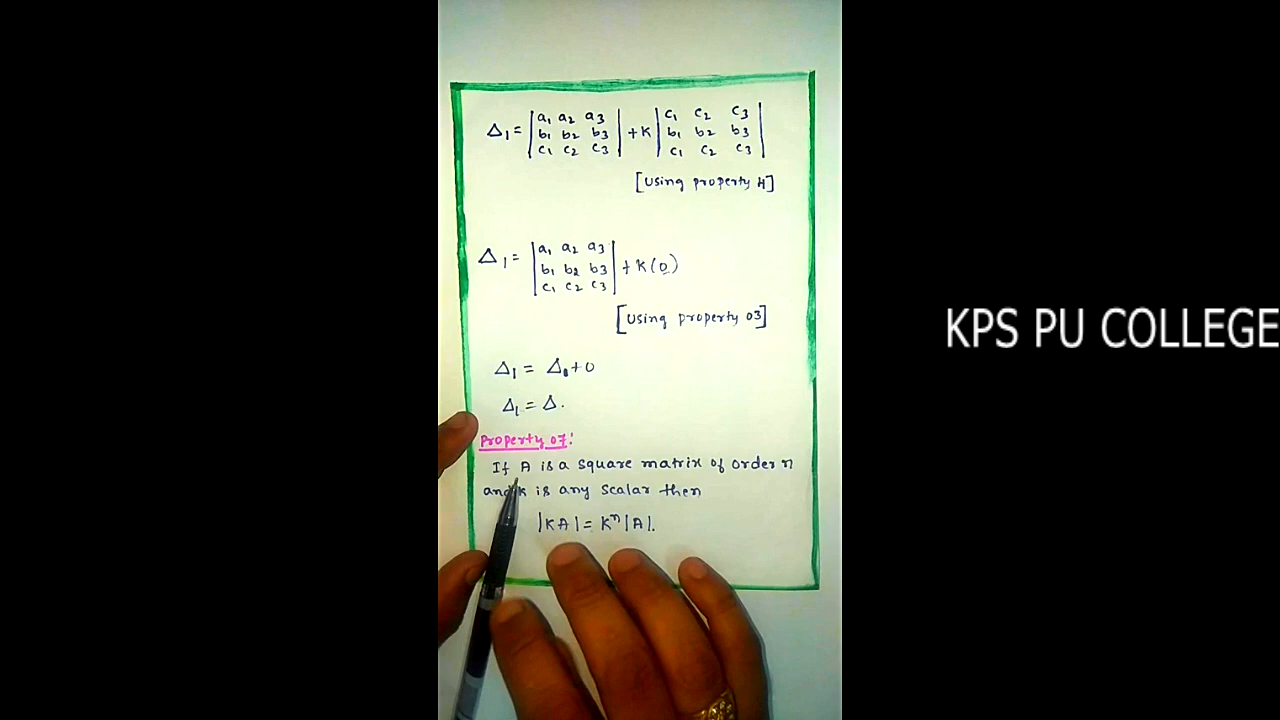 Δ₁ = | a₁ a₂ a₃ | + K | c₁ c₂ c₃ |
| b₁ b₂ b₃ | | b₁ b₂ b₃ |
| c₁ c₂ c₃ | | c₁ c₂ c₃ |
[Using property 4]
Δ₁ = | a₁ a₂ a₃ | + K(0)
| b₁ b₂ b₃ |
| c₁ c₂ c₃ |
[Using property 03]
Δ₁ = Δ + 0
Δ₁ = Δ.
Property 07:
If A is a square matrix of order n
and K is any scalar then
|KA| = Kⁿ |A|.
KPS PU COLLEGE